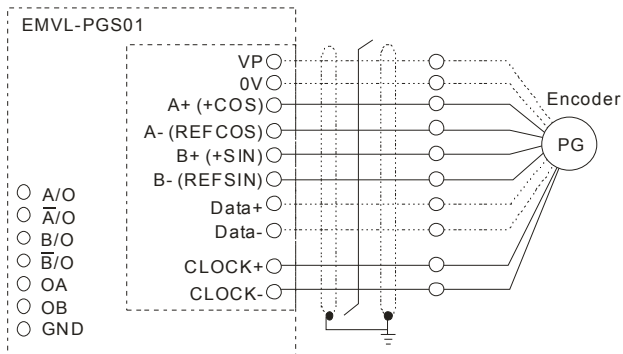 EMVL-PGS01
VP
0V
A+ (+COS)
A- (REFCOS)
B+ (+SIN)
B- (REFSIN)
Data+
Data-
CLOCK+
CLOCK-
Encoder
PG
A/O
A̅/O
B/O
B̅/O
OA
OB
GND